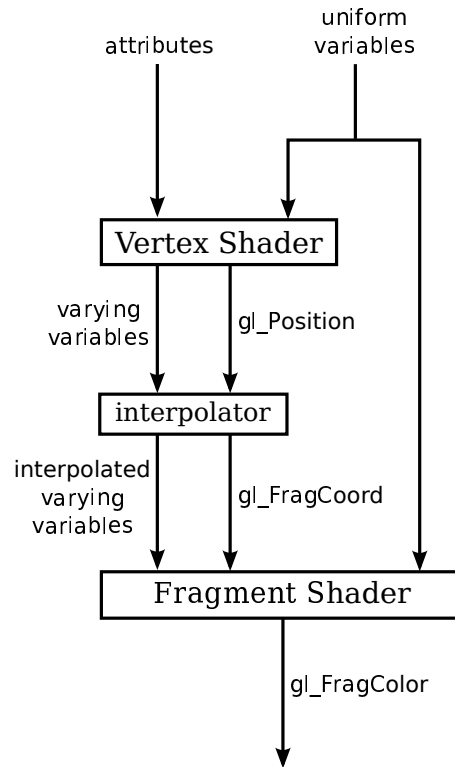 uniform
variables
attributes
Vertex Shader
varying
variables
gl_Position
interpolator
interpolated
varying
variables
gl_FragCoord
Fragment Shader
gl_FragColor